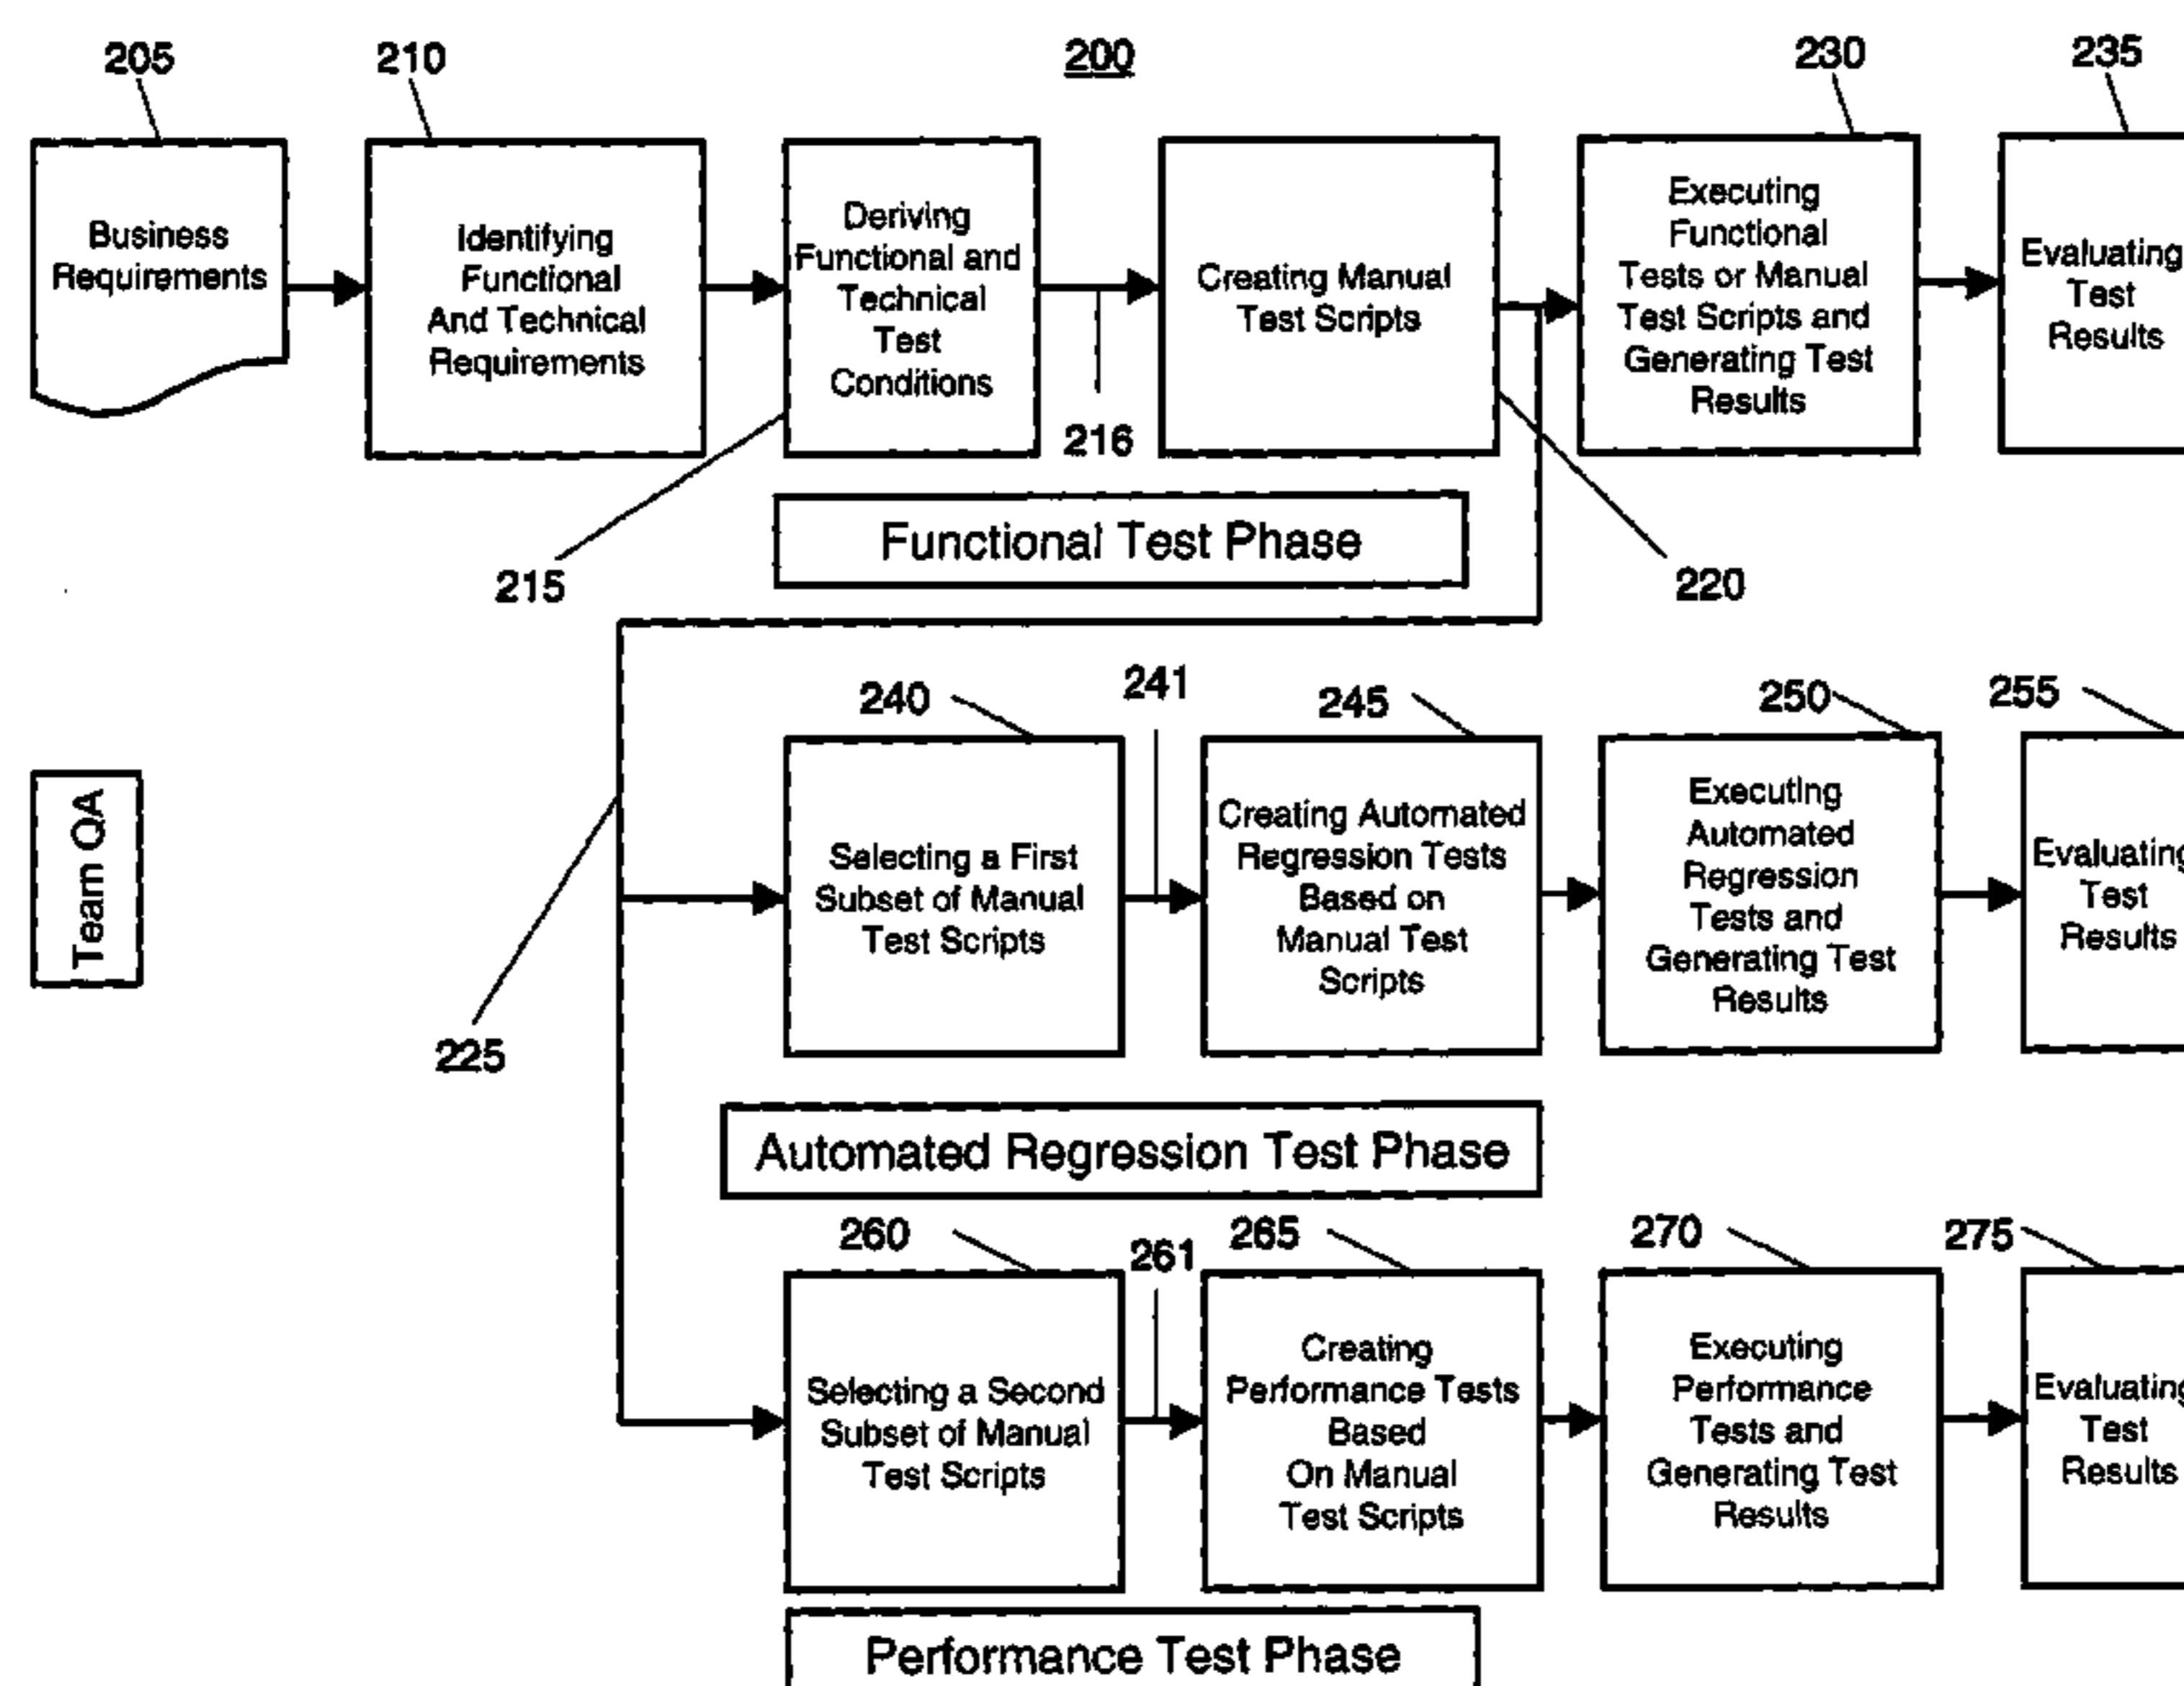 205
210
200
230
235
Business
Requirements
Identifying
Functional
And Technical
Requirements
Deriving
Functional and
Technical
Test
Conditions
216
Creating Manual
Test Scripts
Executing
Functional
Tests or Manual
Test Scripts and
Generating Test
Results
Evaluating
Test
Results
215
Functional Test Phase
220
240
241
245
250
255
Team QA
225
Selecting a First
Subset of Manual
Test Scripts
Creating Automated
Regression Tests
Based on
Manual Test
Scripts
Executing
Automated
Regression
Tests and
Generating Test
Results
Evaluating
Test
Results
Automated Regression Test Phase
260
261
265
270
275
Selecting a Second
Subset of Manual
Test Scripts
Creating
Performance Tests
Based
On Manual
Test Scripts
Executing
Performance
Tests and
Generating Test
Results
Evaluating
Test
Results
Performance Test Phase